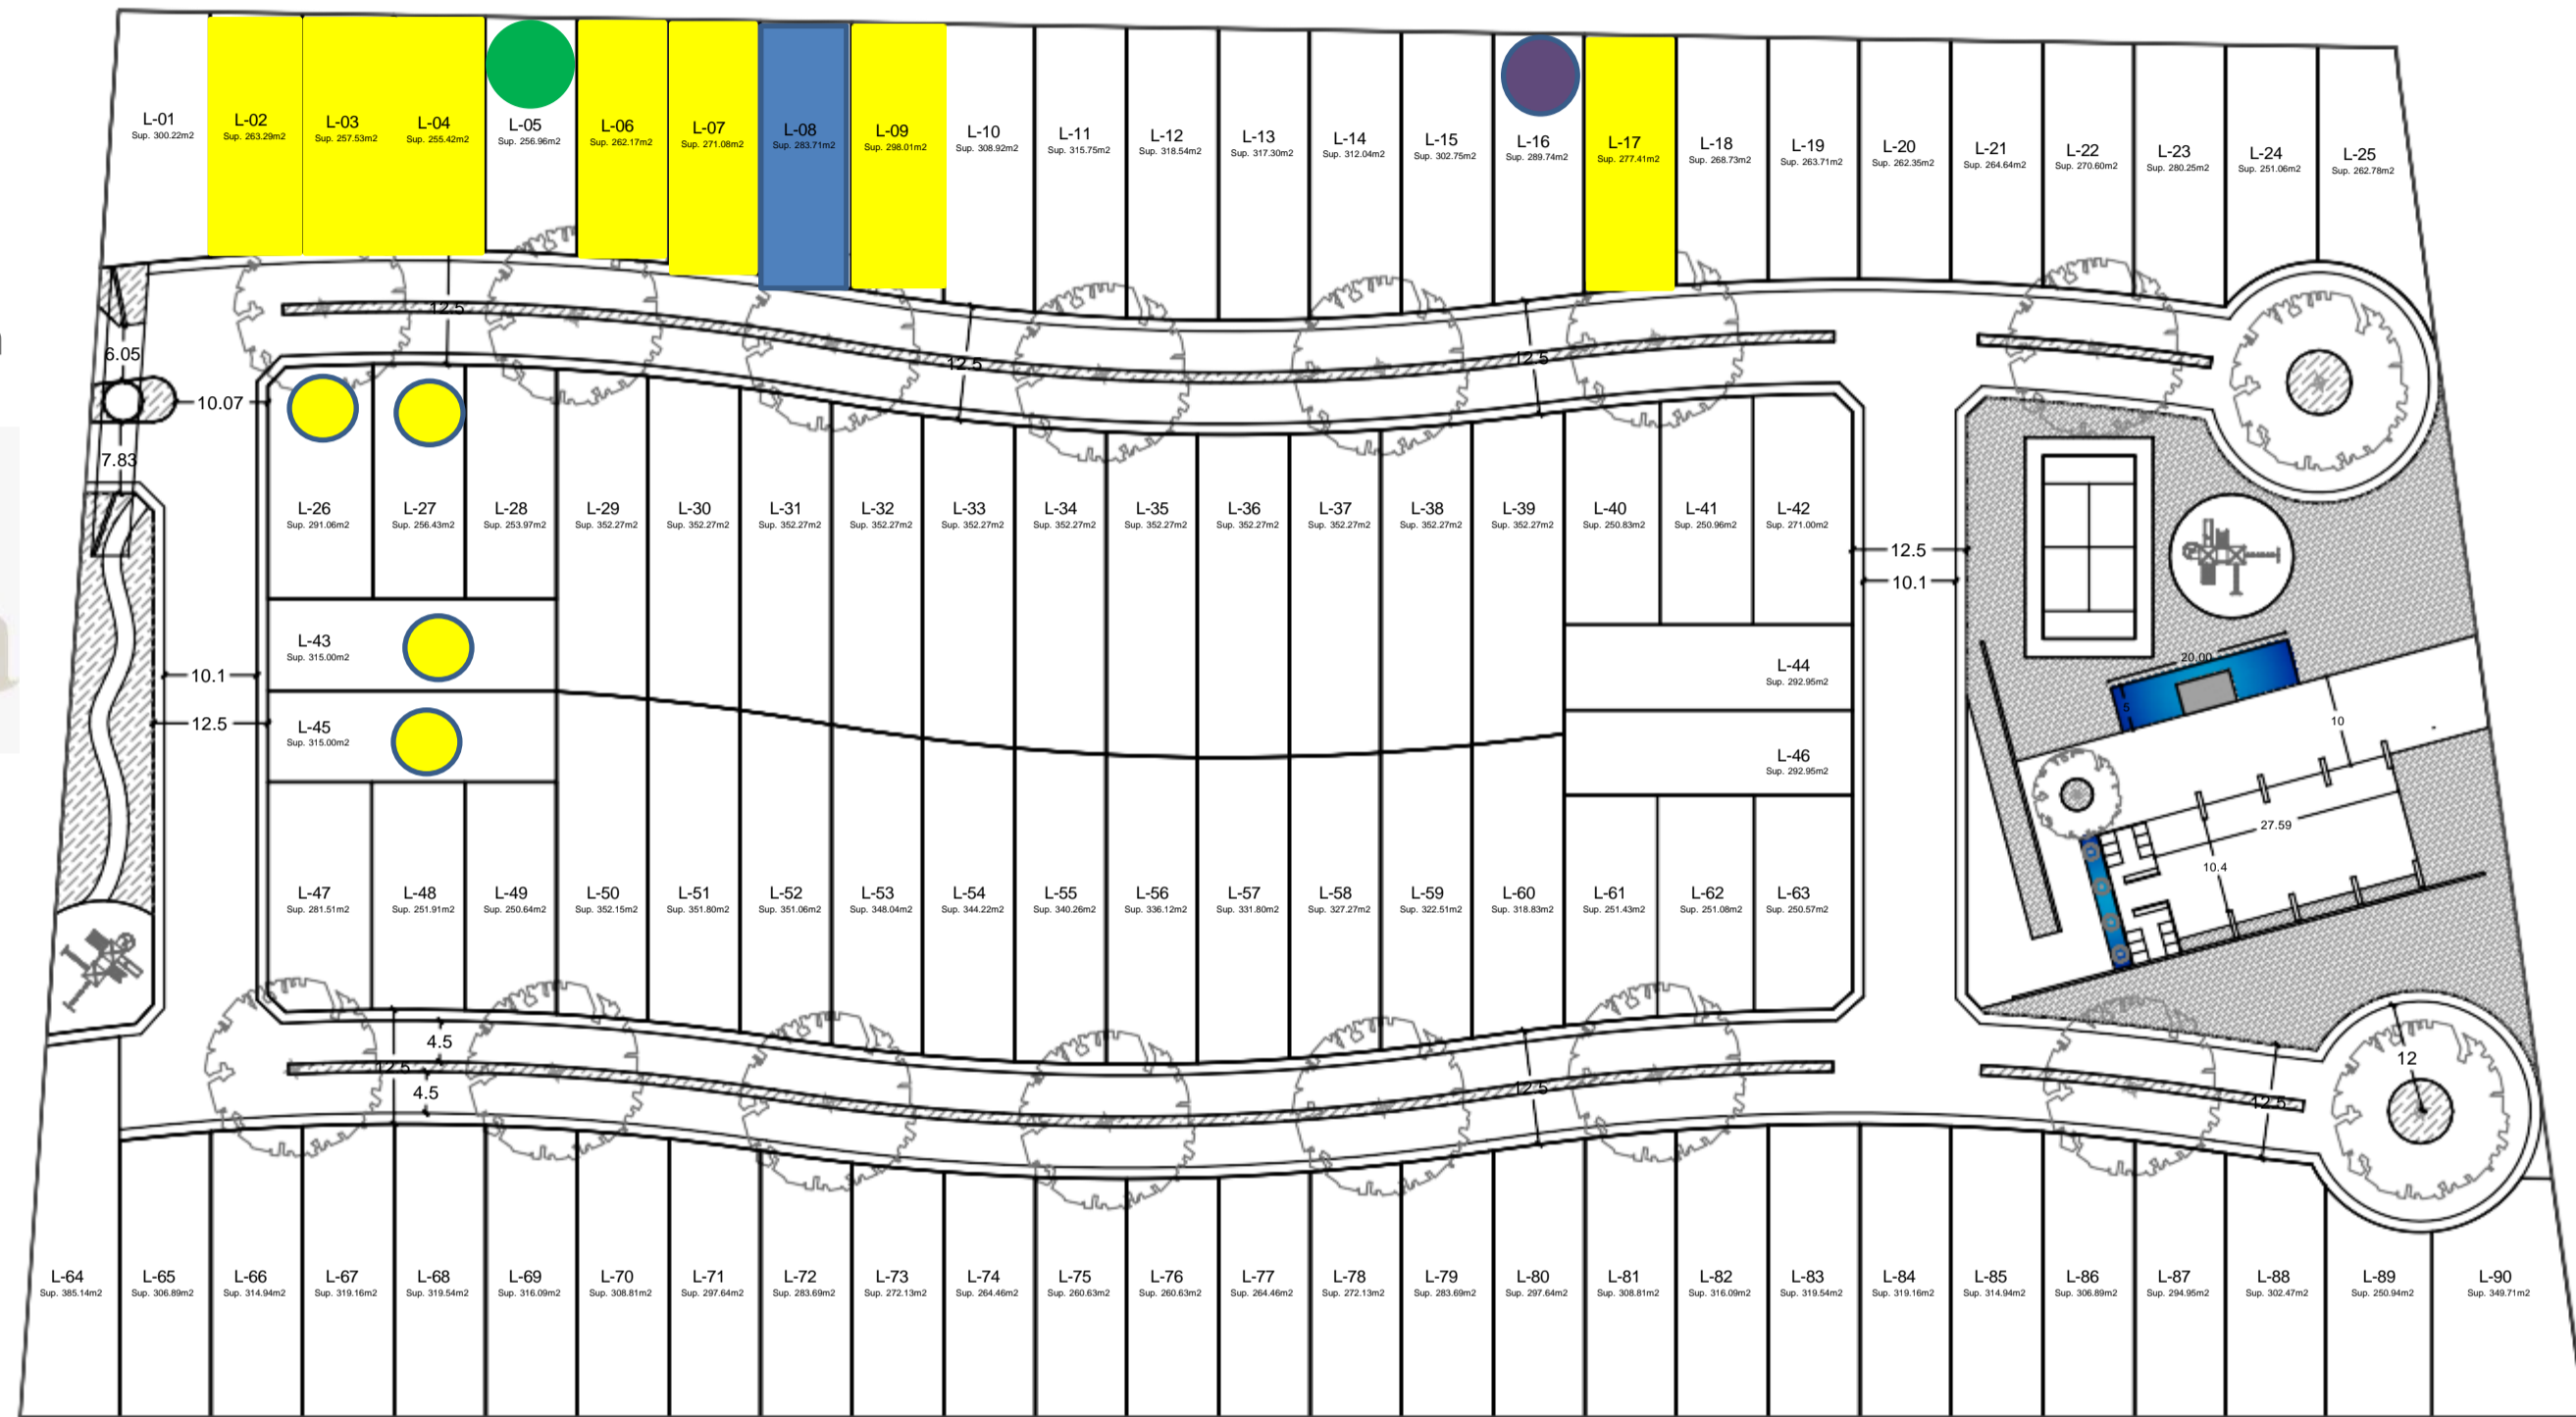 L-01
Sup. 300.22m2
L-02
Sup. 263.29m2
L-03
Sup. 257.53m2
L-04
Sup. 255.42m2
L-05
Sup. 256.96m2
L-06
Sup. 262.17m2
L-07
Sup. 271.08m2
L-08
Sup. 283.71m2
L-09
Sup. 298.01m2
L-10
Sup. 308.92m2
L-11
Sup. 315.75m2
L-12
Sup. 318.54m2
L-13
Sup. 317.30m2
L-14
Sup. 312.04m2
L-15
Sup. 302.75m2
L-16
Sup. 289.74m2
L-17
Sup. 277.41m2
L-18
Sup. 268.73m2
L-19
Sup. 263.71m2
L-20
Sup. 262.35m2
L-21
Sup. 264.64m2
L-22
Sup. 270.60m2
L-23
Sup. 280.25m2
L-24
Sup. 251.06m2
L-25
Sup. 262.78m2
12.5
12.5
12.5
6.05
10.07
7.83
L-26
Sup. 291.06m2
L-27
Sup. 256.43m2
L-28
Sup. 253.97m2
L-29
Sup. 352.27m2
L-30
Sup. 352.27m2
L-31
Sup. 352.27m2
L-32
Sup. 352.27m2
L-33
Sup. 352.27m2
L-34
Sup. 352.27m2
L-35
Sup. 352.27m2
L-36
Sup. 352.27m2
L-37
Sup. 352.27m2
L-38
Sup. 352.27m2
L-39
Sup. 352.27m2
L-40
Sup. 250.83m2
L-41
Sup. 250.96m2
L-42
Sup. 271.00m2
12.5
10.1
L-43
Sup. 315.00m2
L-44
Sup. 292.95m2
20.00
5
10
10.1
12.5
L-45
Sup. 315.00m2
L-46
Sup. 292.95m2
27.59
10.4
L-47
Sup. 281.51m2
L-48
Sup. 251.91m2
L-49
Sup. 250.64m2
L-50
Sup. 352.15m2
L-51
Sup. 351.80m2
L-52
Sup. 351.06m2
L-53
Sup. 348.04m2
L-54
Sup. 344.22m2
L-55
Sup. 340.26m2
L-56
Sup. 336.12m2
L-57
Sup. 331.80m2
L-58
Sup. 327.27m2
L-59
Sup. 322.51m2
L-60
Sup. 318.83m2
L-61
Sup. 251.43m2
L-62
Sup. 251.08m2
L-63
Sup. 250.57m2
4.5
12.5
4.5
12.5
12.5
12
L-64
Sup. 385.14m2
L-65
Sup. 306.89m2
L-66
Sup. 314.94m2
L-67
Sup. 319.16m2
L-68
Sup. 319.54m2
L-69
Sup. 316.09m2
L-70
Sup. 308.81m2
L-71
Sup. 297.64m2
L-72
Sup. 283.69m2
L-73
Sup. 272.13m2
L-74
Sup. 264.46m2
L-75
Sup. 260.63m2
L-76
Sup. 260.63m2
L-77
Sup. 264.46m2
L-78
Sup. 272.13m2
L-79
Sup. 283.69m2
L-80
Sup. 297.64m2
L-81
Sup. 308.81m2
L-82
Sup. 316.09m2
L-83
Sup. 319.54m2
L-84
Sup. 319.16m2
L-85
Sup. 314.94m2
L-86
Sup. 306.89m2
L-87
Sup. 294.95m2
L-88
Sup. 302.47m2
L-89
Sup. 250.94m2
L-90
Sup. 349.71m2